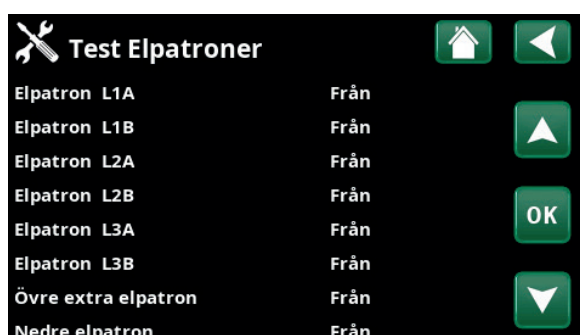 Test Elpatroner
Elpatron L1A Från
Elpatron L1B Från
Elpatron L2A Från
Elpatron L2B Från
Elpatron L3A Från
OK
Elpatron L3B Från
Övre extra elpatron Från
Nedre elpatron Från